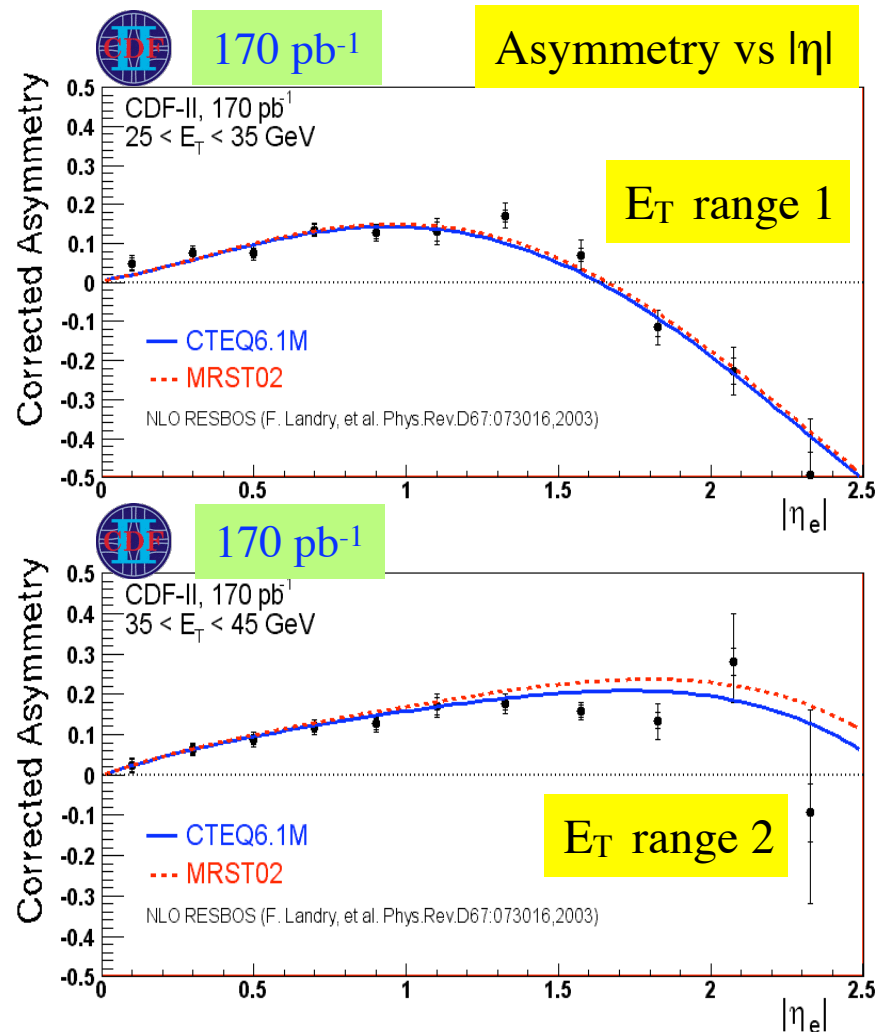 CDF II
170 pb⁻¹
Asymmetry vs |η|
CDF-II, 170 pb⁻¹
25 < E_T < 35 GeV
E_T range 1
Corrected Asymmetry
0.5
0.4
0.3
0.2
0.1
0
-0.1
-0.2
-0.3
-0.4
-0.5
CTEQ6.1M
MRST02
NLO RESBOS (F. Landry, et al. Phys.Rev.D67:073016,2003)
0 0.5 1 1.5 2 2.5
|η_e|
CDF II
170 pb⁻¹
CDF-II, 170 pb⁻¹
35 < E_T < 45 GeV
Corrected Asymmetry
0.5
0.4
0.3
0.2
0.1
0
-0.1
-0.2
-0.3
-0.4
-0.5
CTEQ6.1M
MRST02
E_T range 2
NLO RESBOS (F. Landry, et al. Phys.Rev.D67:073016,2003)
0 0.5 1 1.5 2 2.5
|η_e|